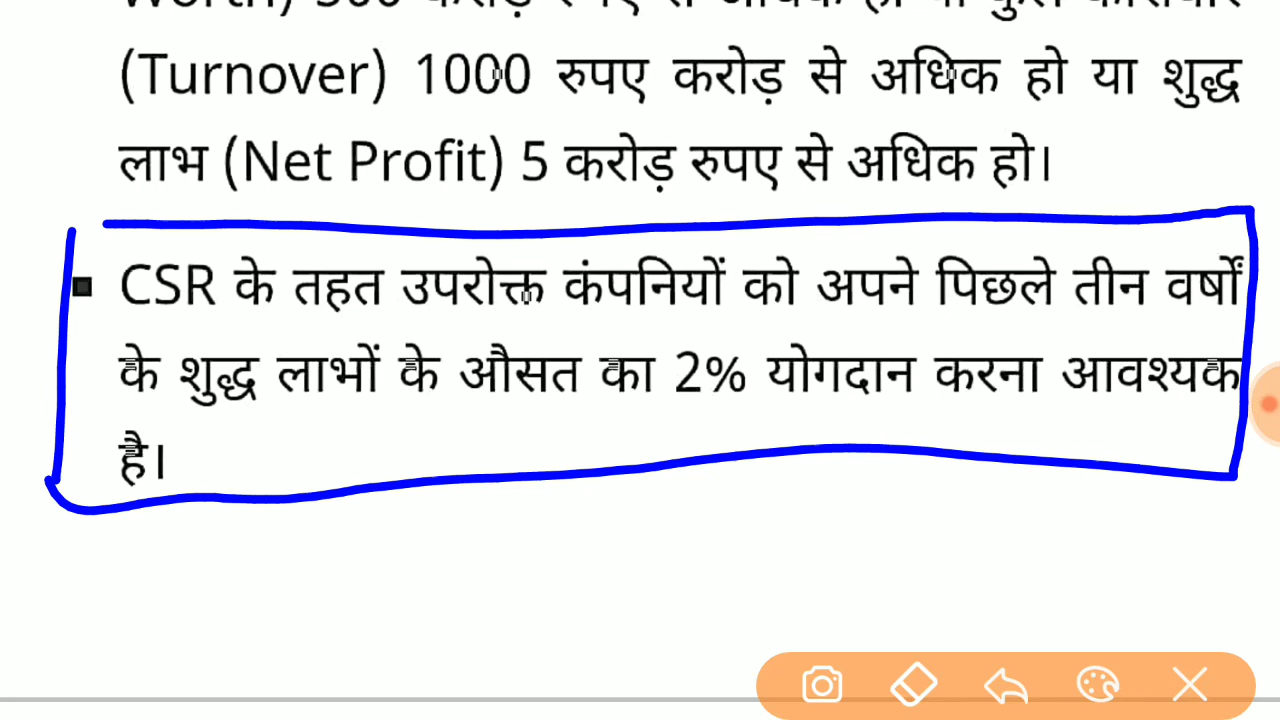 (Turnover) 1000 रुपए करोड़ से अधिक हो या शुद्ध
लाभ (Net Profit) 5 करोड़ रुपए से अधिक हो।
▪ CSR के तहत उपरोक्त कंपनियों को अपने पिछले तीन वर्षों
के शुद्ध लाभों के औसत का 2% योगदान करना आवश्यक
है।